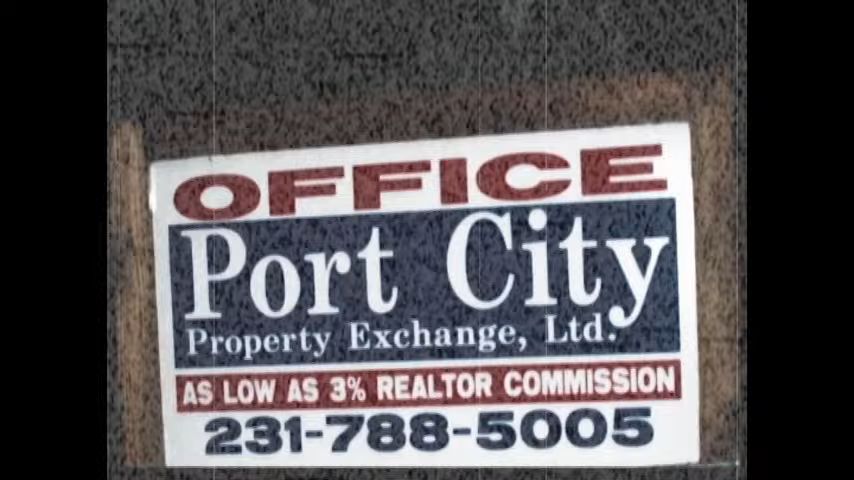 OFFICE
Port City
Property Exchange, Ltd.
AS LOW AS 3% REALTOR COMMISSION
231-788-5005